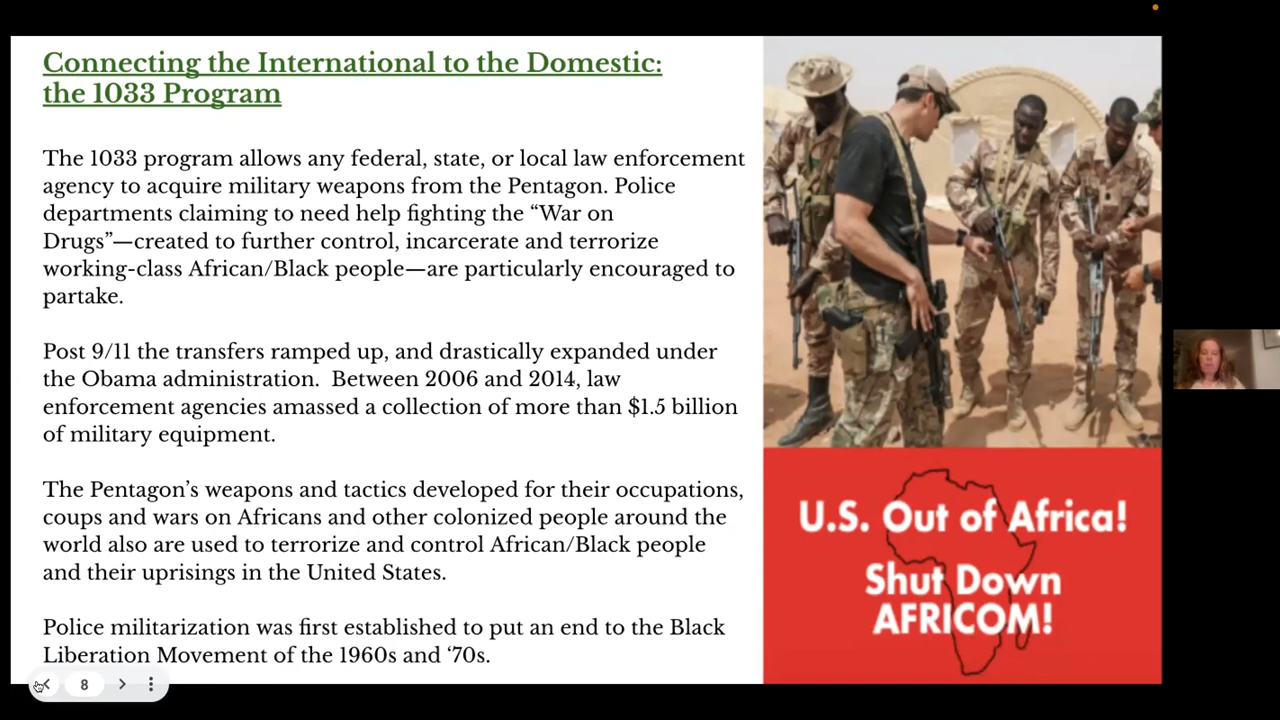 Connecting the International to the Domestic:
the 1033 Program
The 1033 program allows any federal, state, or local law enforcement
agency to acquire military weapons from the Pentagon. Police
departments claiming to need help fighting the “War on
Drugs”—created to further control, incarcerate and terrorize
working-class African/Black people—are particularly encouraged to
partake.
Post 9/11 the transfers ramped up, and drastically expanded under
the Obama administration.  Between 2006 and 2014, law
enforcement agencies amassed a collection of more than $1.5 billion
of military equipment.
The Pentagon’s weapons and tactics developed for their occupations,
coups and wars on Africans and other colonized people around the
world also are used to terrorize and control African/Black people
and their uprisings in the United States.
Police militarization was first established to put an end to the Black
Liberation Movement of the 1960s and ‘70s.
8
U.S. Out of Africa!
Shut Down
AFRICOM!